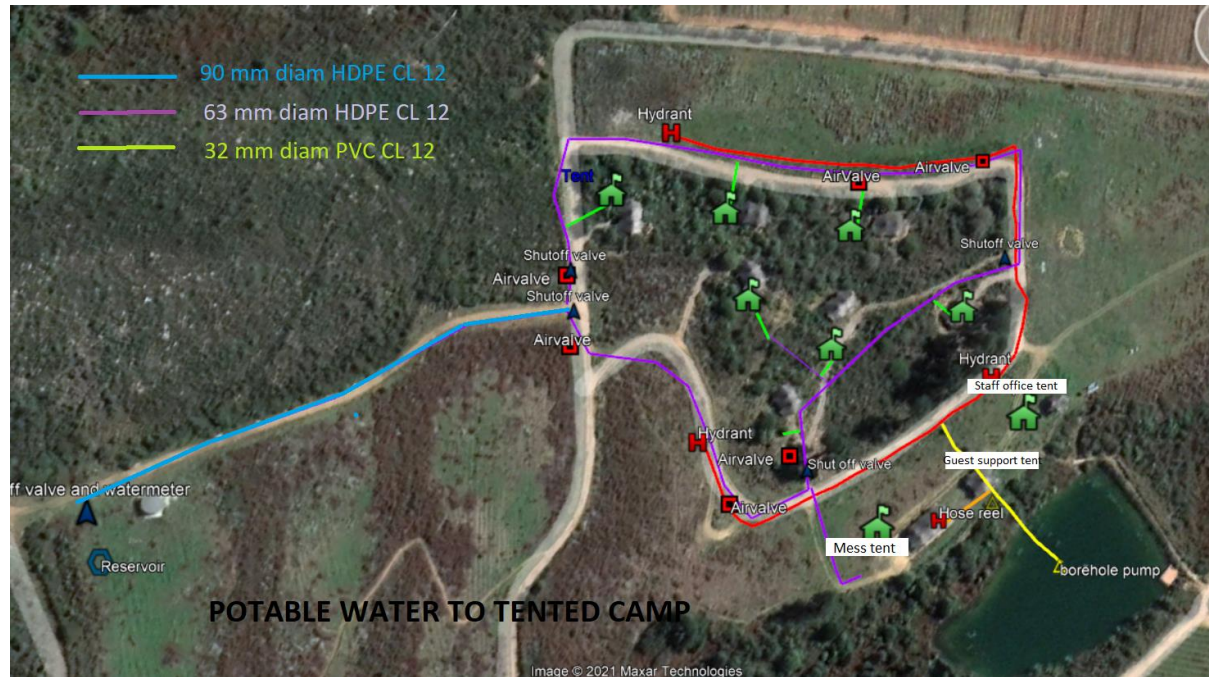 90 mm diam HDPE CL 12
63 mm diam HDPE CL 12
32 mm diam PVC CL 12
Hydrant
H
Tent
AirValve
Airvalve
Shutoff valve
Airvalve
Shutoff valve
Airvalve
Shutoff valve
Hydrant
H
Staff office tent
Hydrant
H
Airvalve
Shut off valve
Guest support tent
Airvalve
Hose reel
H
Mess tent
ff valve and watermeter
Reservoir
borehole pump
POTABLE WATER TO TENTED CAMP
Image © 2021 Maxar Technologies